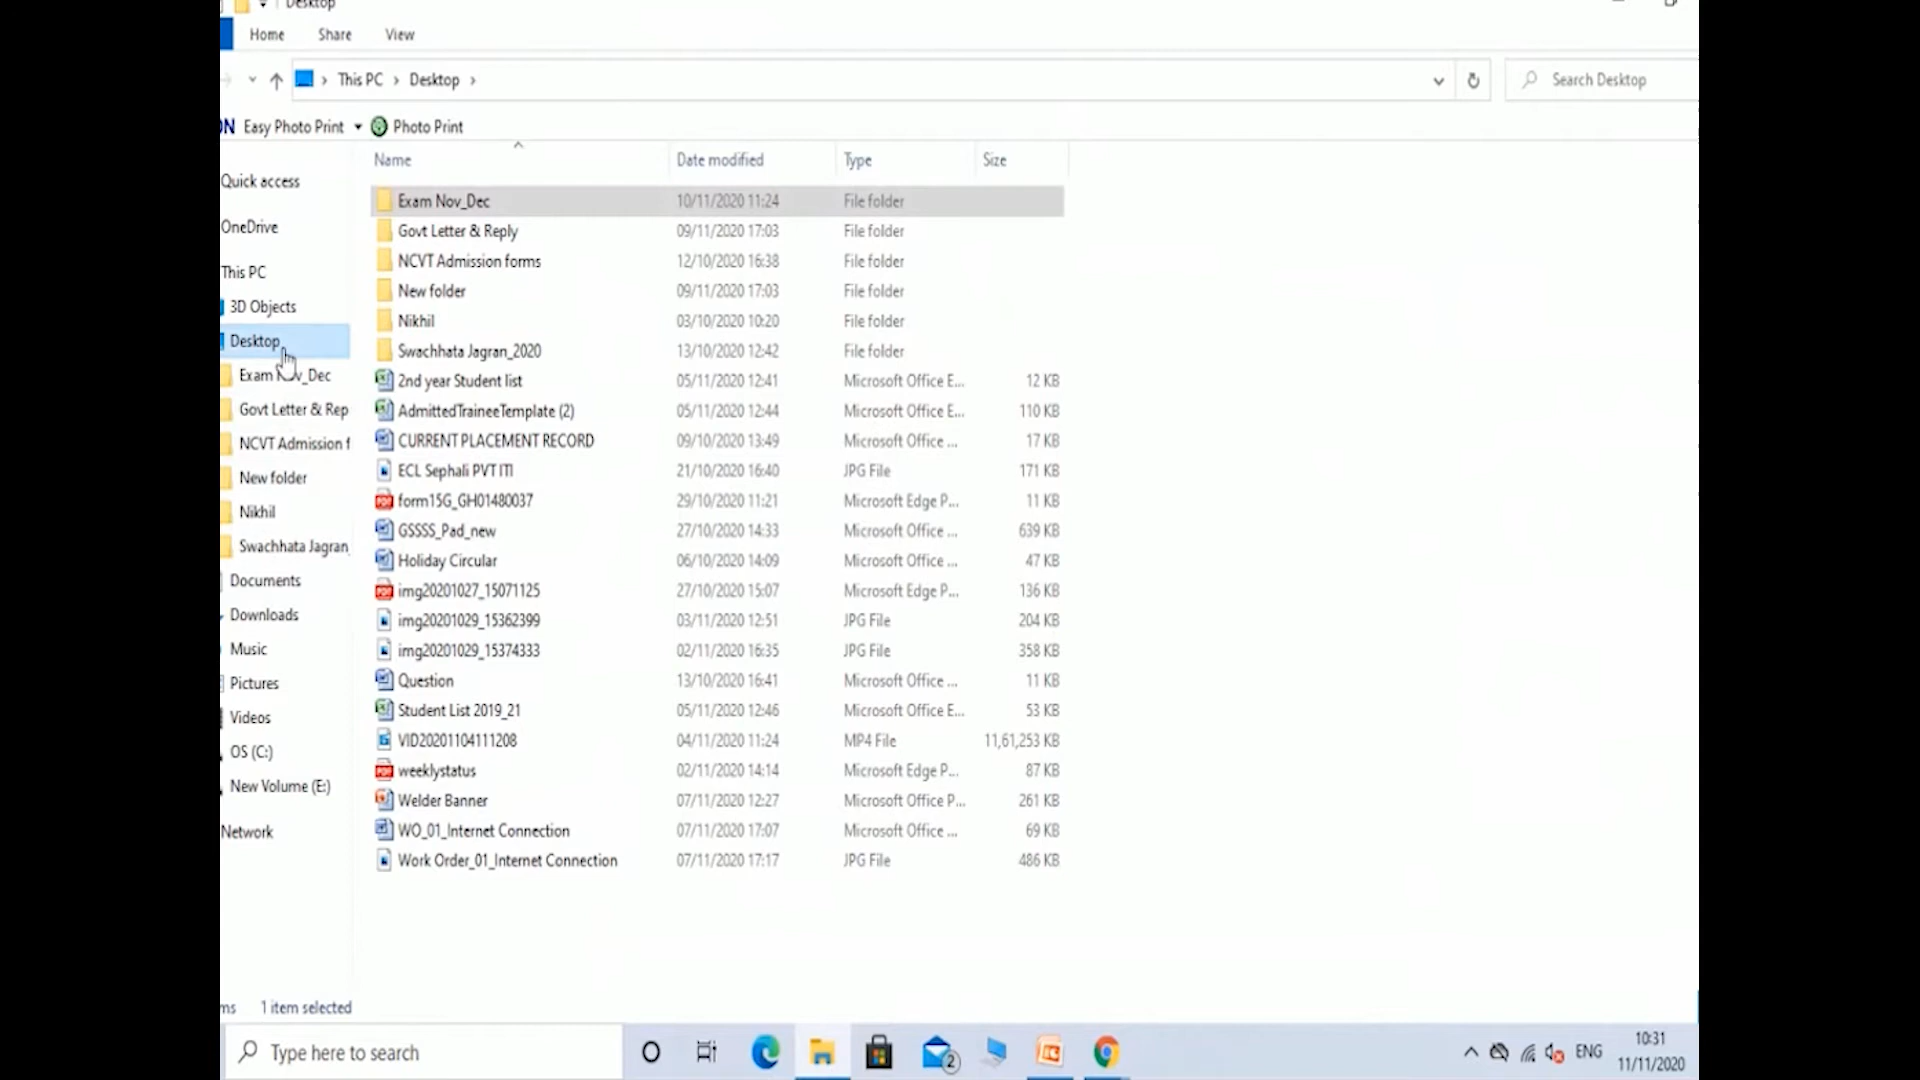 Desktop
Home Share View
This PC Desktop
Search Desktop
Easy Photo Print Photo Print
Name Date modified Type Size
Quick access
OneDrive
This PC
3D Objects
Desktop
Exam Nov_Dec
Govt Letter & Rep
NCVT Admission f
New folder
Nikhil
Swachhata Jagran_
Documents
Downloads
Music
Pictures
Videos
OS (C:)
New Volume (E:)
Network
Exam Nov_Dec 10/11/2020 11:24 File folder
Govt Letter & Reply 09/11/2020 17:03 File folder
NCVT Admission forms 12/10/2020 16:38 File folder
New folder 09/11/2020 17:03 File folder
Nikhil 03/10/2020 10:20 File folder
Swachhata Jagran_2020 13/10/2020 12:42 File folder
2nd year Student list 05/11/2020 12:41 Microsoft Office E... 12 KB
AdmittedTraineeTemplate (2) 05/11/2020 12:44 Microsoft Office E... 110 KB
CURRENT PLACEMENT RECORD 09/10/2020 13:49 Microsoft Office ... 17 KB
ECL Sephali PVT ITI 21/10/2020 16:40 JPG File 171 KB
form15G_GH01480037 29/10/2020 11:21 Microsoft Edge P... 11 KB
GSSSS_Pad_new 27/10/2020 14:33 Microsoft Office ... 639 KB
Holiday Circular 06/10/2020 14:09 Microsoft Office ... 47 KB
img20201027_15071125 27/10/2020 15:07 Microsoft Edge P... 136 KB
img20201029_15362399 03/11/2020 12:51 JPG File 204 KB
img20201029_15374333 02/11/2020 16:35 JPG File 358 KB
Question 13/10/2020 16:41 Microsoft Office ... 11 KB
Student List 2019_21 05/11/2020 12:46 Microsoft Office E... 53 KB
VID20201104111208 04/11/2020 11:24 MP4 File 11,61,253 KB
weeklystatus 02/11/2020 14:14 Microsoft Edge P... 87 KB
Welder Banner 07/11/2020 12:27 Microsoft Office P... 261 KB
WO_01_Internet Connection 07/11/2020 17:07 Microsoft Office ... 69 KB
Work Order_01_Internet Connection 07/11/2020 17:17 JPG File 486 KB
1 item selected
Type here to search
2
ENG
10:31
11/11/2020